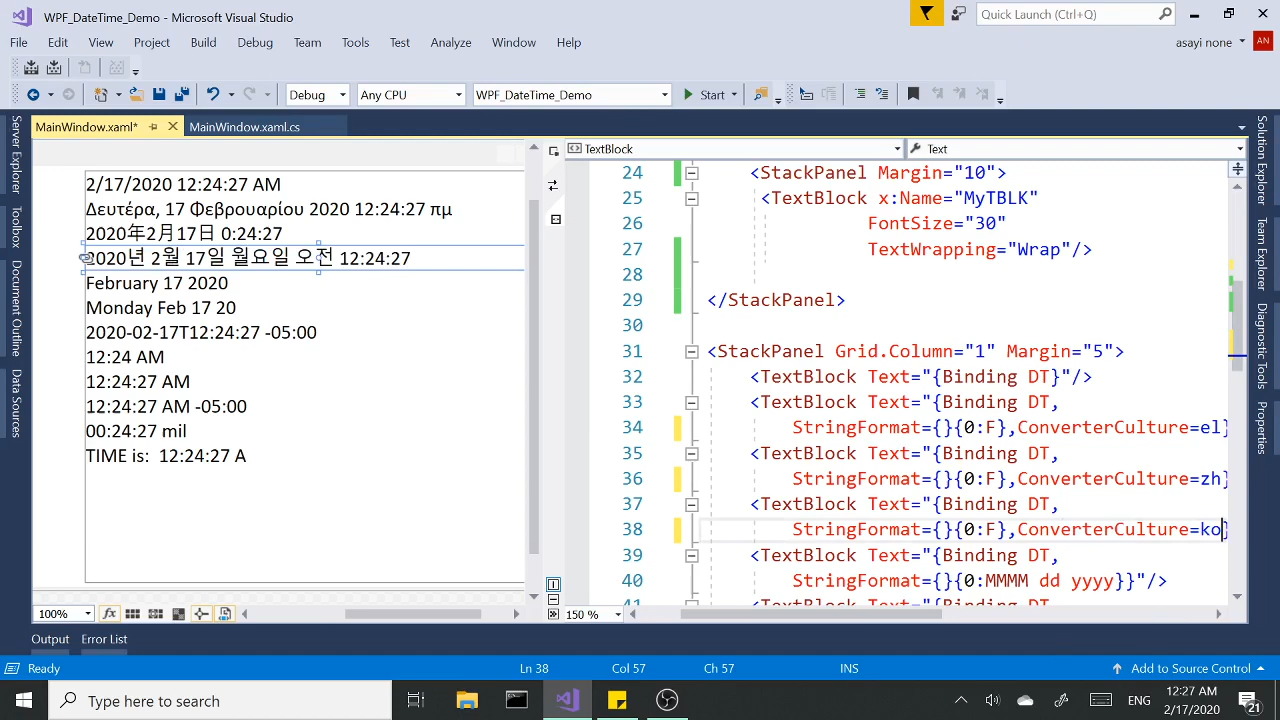 WPF_DateTime_Demo - Microsoft Visual Studio
Quick Launch (Ctrl+Q)
File Edit View Project Build Debug Team Tools Test Analyze Window Help
asayi none AN
Debug Any CPU WPF_DateTime_Demo Start
MainWindow.xaml* MainWindow.xaml.cs
Server Explorer
Toolbox
Document Outline
Data Sources
2/17/2020 12:24:27 AM
Δευτέρα, 17 Φεβρουαρίου 2020 12:24:27 πμ
2020年2月17日 0:24:27
2020년 2월 17일 월요일 오전 12:24:27
February 17 2020
Monday Feb 17 20
2020-02-17T12:24:27 -05:00
12:24 AM
12:24:27 AM
12:24:27 AM -05:00
00:24:27 mil
TIME is:  12:24:27 A
100%
TextBlock Text
24 <StackPanel Margin="10">
25 <TextBlock x:Name="MyTBLK"
26 FontSize="30"
27 TextWrapping="Wrap"/>
28
29 </StackPanel>
30
31 <StackPanel Grid.Column="1" Margin="5">
32 <TextBlock Text="{Binding DT}"/>
33 <TextBlock Text="{Binding DT,
34 StringFormat={}{0:F},ConverterCulture=el}
35 <TextBlock Text="{Binding DT,
36 StringFormat={}{0:F},ConverterCulture=zh}
37 <TextBlock Text="{Binding DT,
38 StringFormat={}{0:F},ConverterCulture=ko}
39 <TextBlock Text="{Binding DT,
40 StringFormat={}{0:MMMM dd yyyy}}"/>
41 <TextBlock Text="{Binding DT,
150 %
Solution Explorer
Team Explorer
Diagnostic Tools
Properties
Output Error List
Ready Ln 38 Col 57 Ch 57 INS Add to Source Control
Type here to search
ENG
12:27 AM
2/17/2020
21